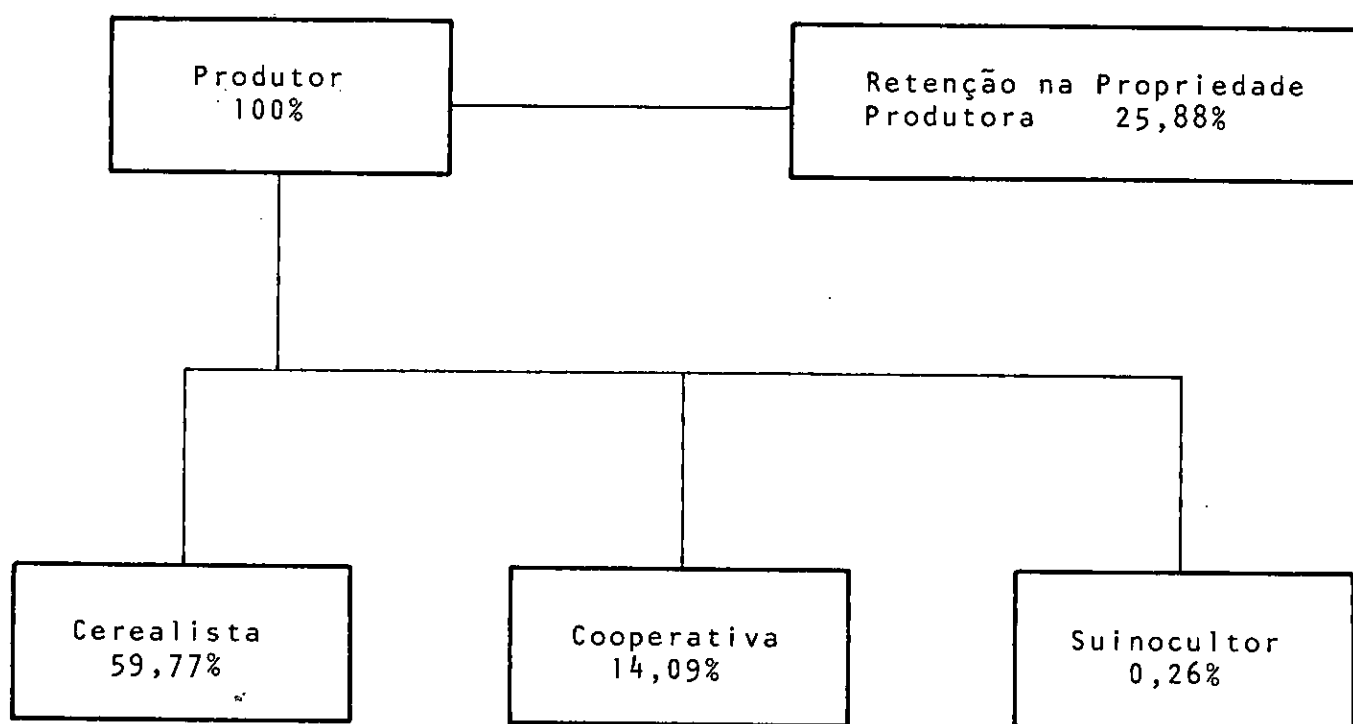 Produtor
100%
Retenção na Propriedade
Produtora 25,88%
Cerealista
59,77%
Cooperativa
14,09%
Suinocultor
0,26%